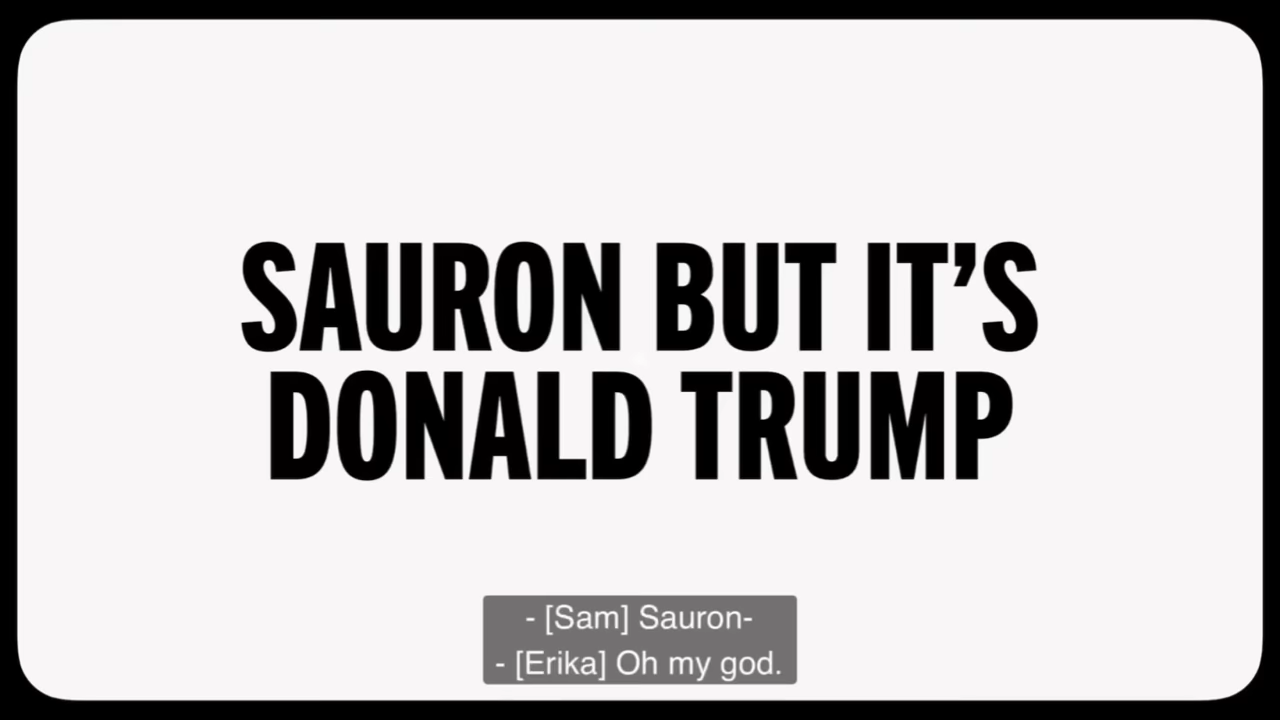 SAURON BUT IT’S
DONALD TRUMP
- [Sam] Sauron-
- [Erika] Oh my god.